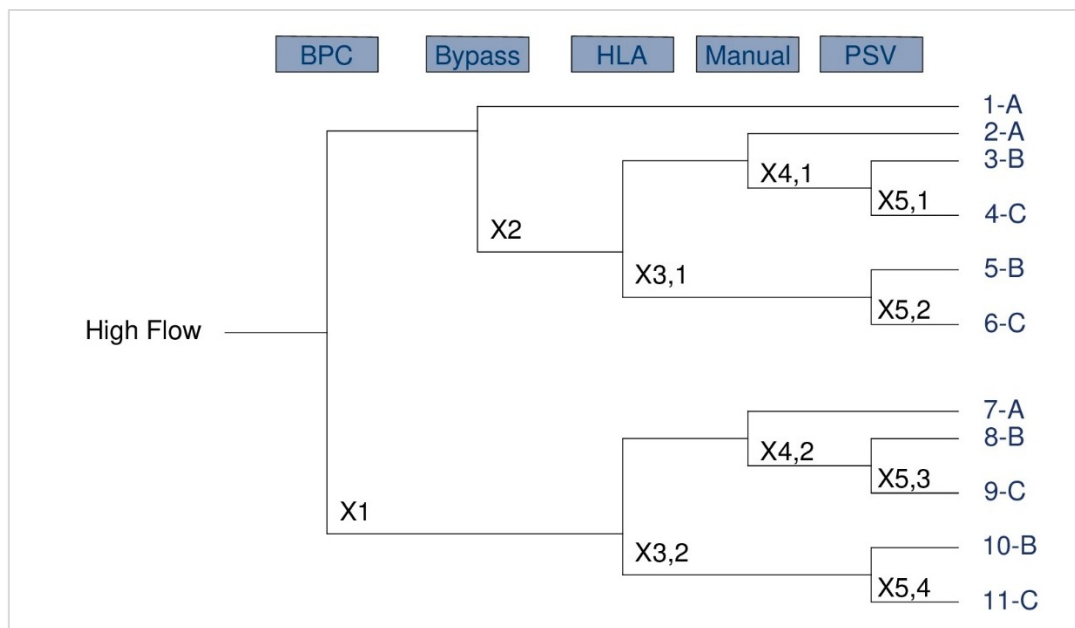 BPC Bypass HLA Manual PSV
1-A
2-A
3-B
X4,1
X5,1
4-C
X2
5-B
X3,1
X5,2
6-C
High Flow
7-A
8-B
X4,2
X5,3
9-C
X1
10-B
X3,2
X5,4
11-C